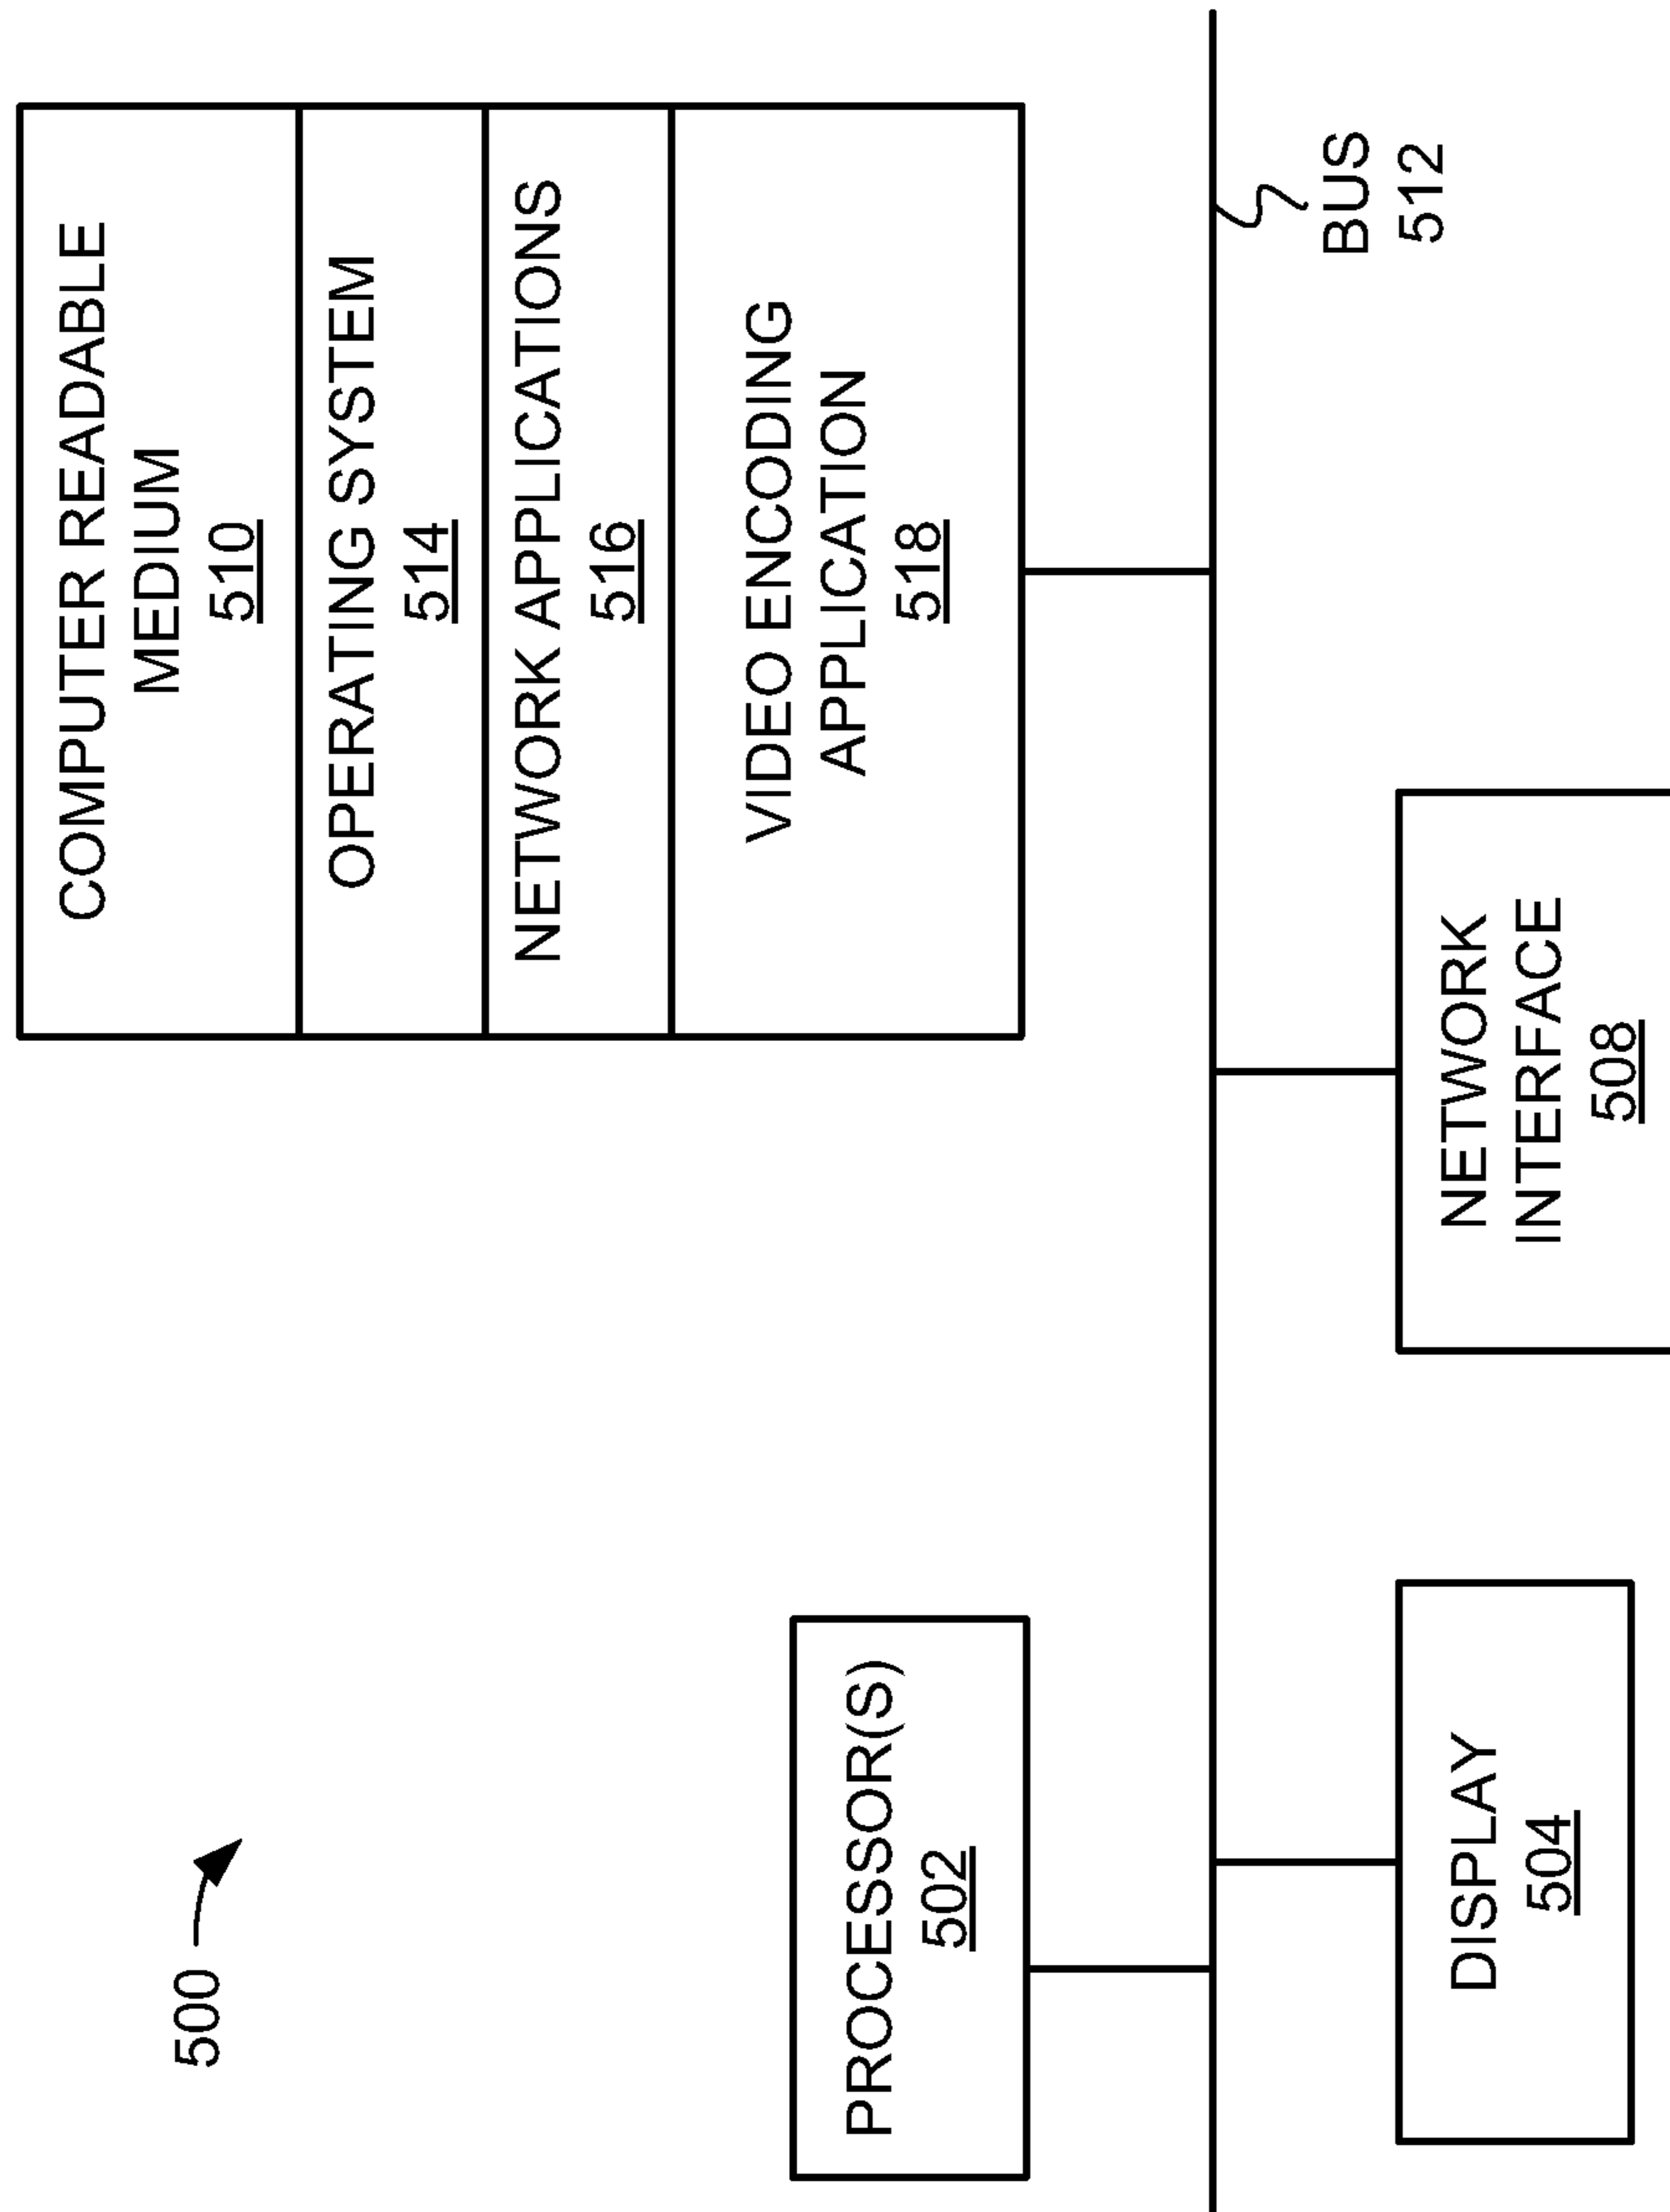 500
COMPUTER READABLE
MEDIUM
510
OPERATING SYSTEM
514
NETWORK APPLICATIONS
516
VIDEO ENCODING
APPLICATION
518
PROCESSOR(S)
502
BUS
512
DISPLAY
504
NETWORK
INTERFACE
508